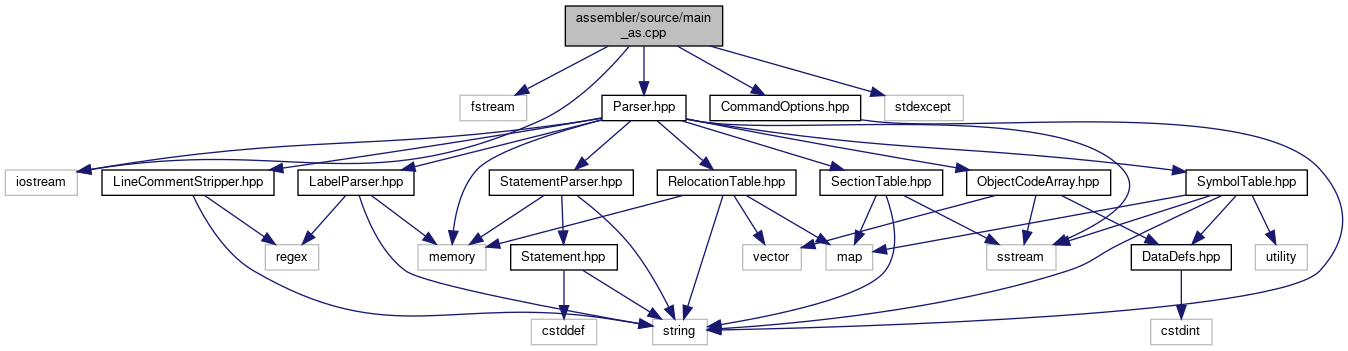 assembler/source/main
_as.cpp
fstream
Parser.hpp
CommandOptions.hpp
stdexcept
iostream
LineCommentStripper.hpp
LabelParser.hpp
StatementParser.hpp
RelocationTable.hpp
SectionTable.hpp
ObjectCodeArray.hpp
SymbolTable.hpp
regex
memory
Statement.hpp
vector
map
sstream
DataDefs.hpp
utility
cstddef
string
cstdint